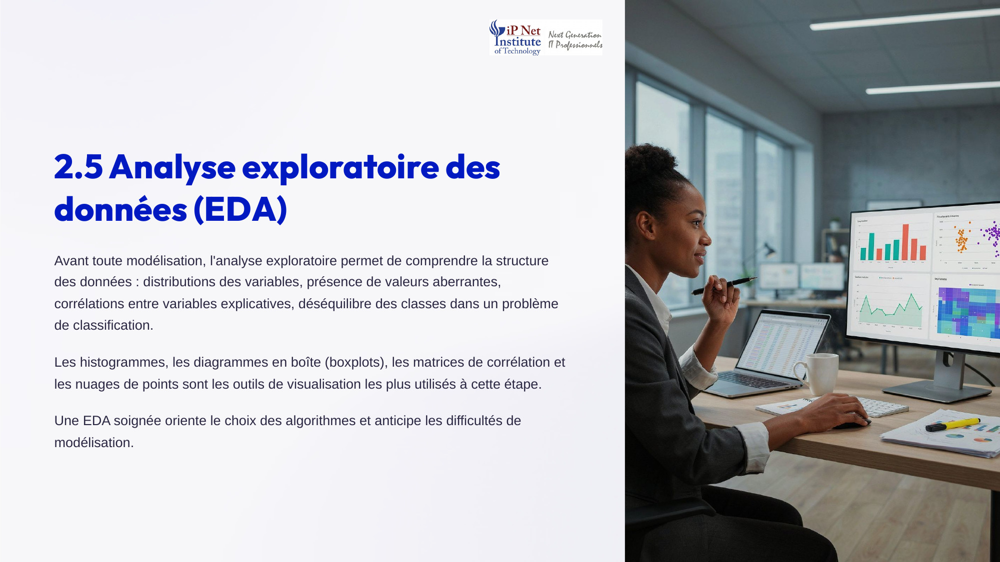 iP Net
Institute
of Technology
Next Generation
IT Professionnels
2.5 Analyse exploratoire des
données (EDA)
Avant toute modélisation, l'analyse exploratoire permet de comprendre la structure
des données : distributions des variables, présence de valeurs aberrantes,
corrélations entre variables explicatives, déséquilibre des classes dans un problème
de classification.
Les histogrammes, les diagrammes en boîte (boxplots), les matrices de corrélation et
les nuages de points sont les outils de visualisation les plus utilisés à cette étape.
Une EDA soignée oriente le choix des algorithmes et anticipe les difficultés de
modélisation.